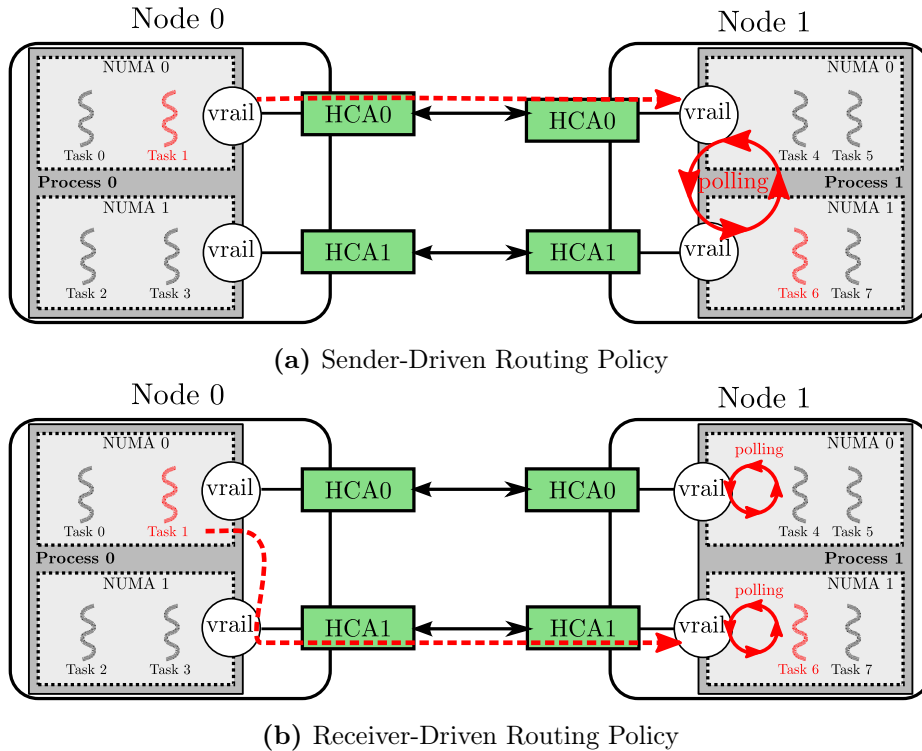 Node 0
Node 1
NUMA 0
NUMA 0
vrail
HCA0
HCA0
vrail
Task 0
Task 1
Task 4
Task 5
Process 0
polling
Process 1
NUMA 1
NUMA 1
vrail
HCA1
HCA1
vrail
Task 2
Task 3
Task 6
Task 7
(a) Sender-Driven Routing Policy
Node 0
Node 1
NUMA 0
NUMA 0
polling
vrail
HCA0
HCA0
vrail
Task 0
Task 1
Task 4
Task 5
Process 0
Process 1
NUMA 1
NUMA 1
polling
vrail
HCA1
HCA1
vrail
Task 2
Task 3
Task 6
Task 7
(b) Receiver-Driven Routing Policy